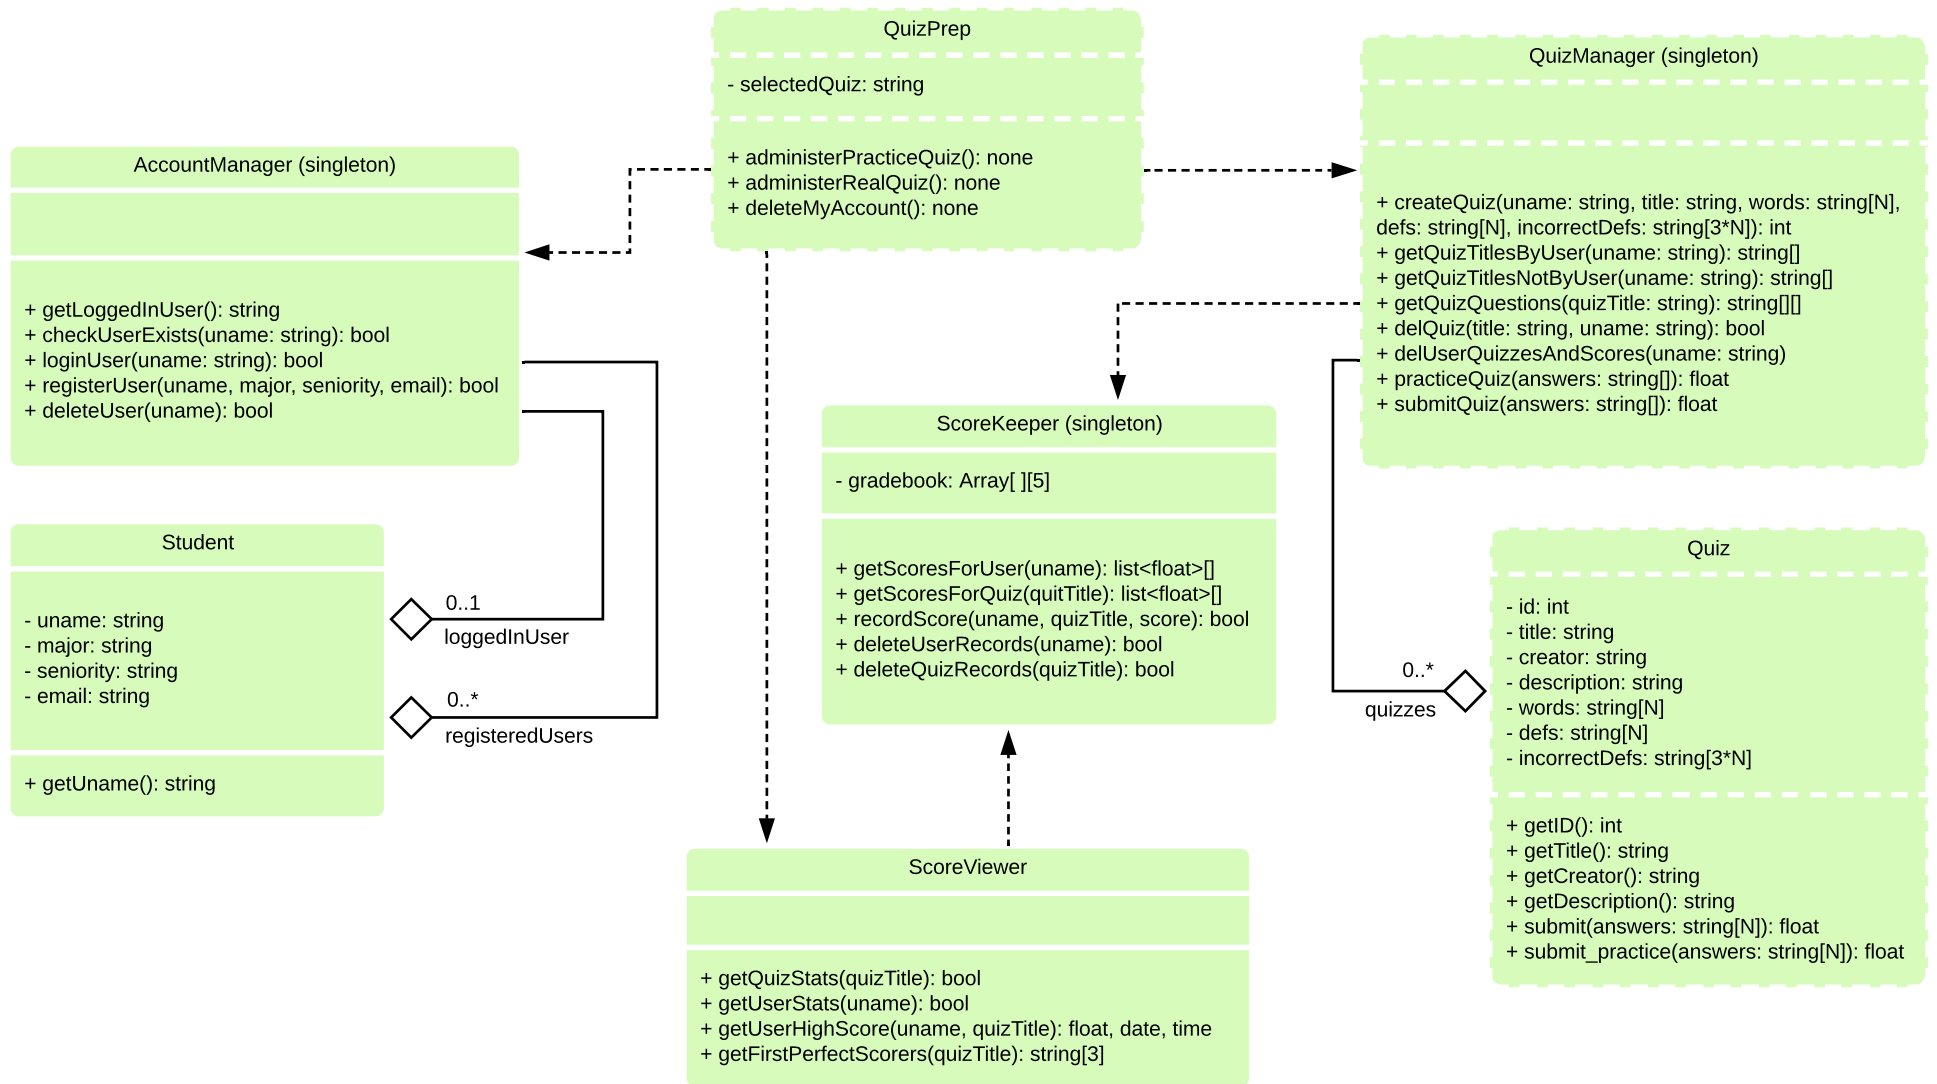 QuizPrep
- selectedQuiz: string
+ administerPracticeQuiz(): none
+ administerRealQuiz(): none
+ deleteMyAccount(): none
QuizManager (singleton)
+ createQuiz(uname: string, title: string, words: string[N],
defs: string[N], incorrectDefs: string[3*N]): int
+ getQuizTitlesByUser(uname: string): string[]
+ getQuizTitlesNotByUser(uname: string): string[]
+ getQuizQuestions(quizTitle: string): string[][]
+ delQuiz(title: string, uname: string): bool
+ delUserQuizzesAndScores(uname: string)
+ practiceQuiz(answers: string[]): float
+ submitQuiz(answers: string[]): float
AccountManager (singleton)
+ getLoggedInUser(): string
+ checkUserExists(uname: string): bool
+ loginUser(uname: string): bool
+ registerUser(uname, major, seniority, email): bool
+ deleteUser(uname): bool
ScoreKeeper (singleton)
- gradebook: Array[ ][5]
+ getScoresForUser(uname): list<float>[]
+ getScoresForQuiz(quitTitle): list<float>[]
+ recordScore(uname, quizTitle, score): bool
+ deleteUserRecords(uname): bool
+ deleteQuizRecords(quizTitle): bool
Student
- uname: string
- major: string
- seniority: string
- email: string
+ getUname(): string
0..1
loggedInUser
0..*
registeredUsers
0..*
quizzes
Quiz
- id: int
- title: string
- creator: string
- description: string
- words: string[N]
- defs: string[N]
- incorrectDefs: string[3*N]
+ getID(): int
+ getTitle(): string
+ getCreator(): string
+ getDescription(): string
+ submit(answers: string[N]): float
+ submit_practice(answers: string[N]): float
ScoreViewer
+ getQuizStats(quizTitle): bool
+ getUserStats(uname): bool
+ getUserHighScore(uname, quizTitle): float, date, time
+ getFirstPerfectScorers(quizTitle): string[3]